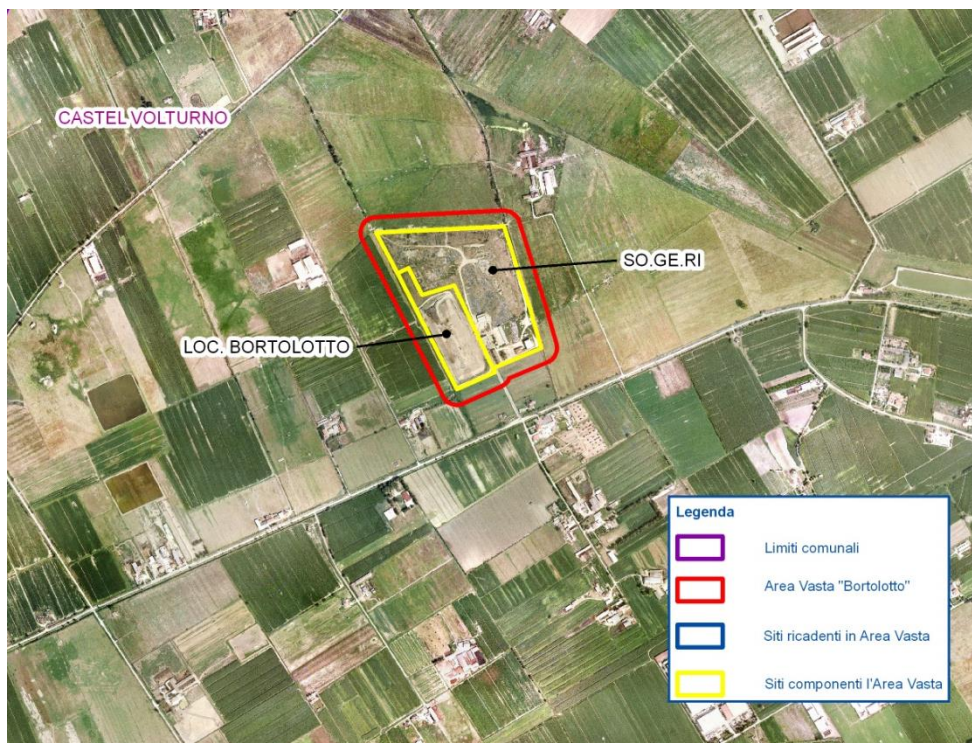 CASTEL VOLTURNO
SO.GE.RI
LOC. BORTOLOTTO
Legenda
Limiti comunali
Area Vasta "Bortolotto"
Siti ricadenti in Area Vasta
Siti componenti l'Area Vasta